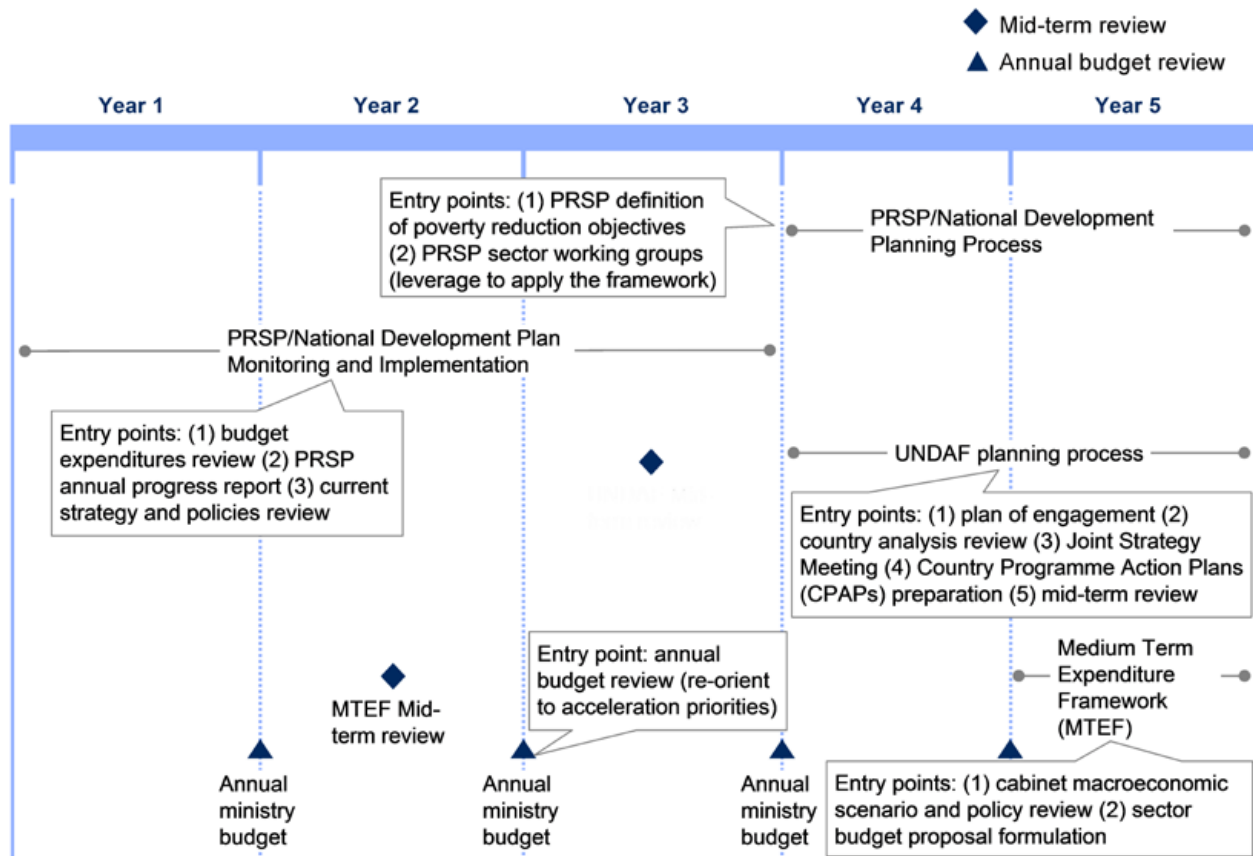 Mid-term review
Annual budget review
Year 1
Year 2
Year 3
Year 4
Year 5
Entry points: (1) PRSP definition
of poverty reduction objectives
(2) PRSP sector working groups
(leverage to apply the framework)
PRSP/National Development
Planning Process
PRSP/National Development Plan
Monitoring and Implementation
Entry points: (1) budget
expenditures review (2) PRSP
annual progress report (3) current
strategy and policies review
UNDAF planning process
Entry points: (1) plan of engagement (2)
country analysis review (3) Joint Strategy
Meeting (4) Country Programme Action Plans
(CPAPs) preparation (5) mid-term review
Entry point: annual
budget review (re-orient
to acceleration priorities)
Medium Term
Expenditure
Framework
(MTEF)
MTEF Mid-
term review
Annual
ministry
budget
Annual
ministry
budget
Annual
ministry
budget
Entry points: (1) cabinet macroeconomic
scenario and policy review (2) sector
budget proposal formulation